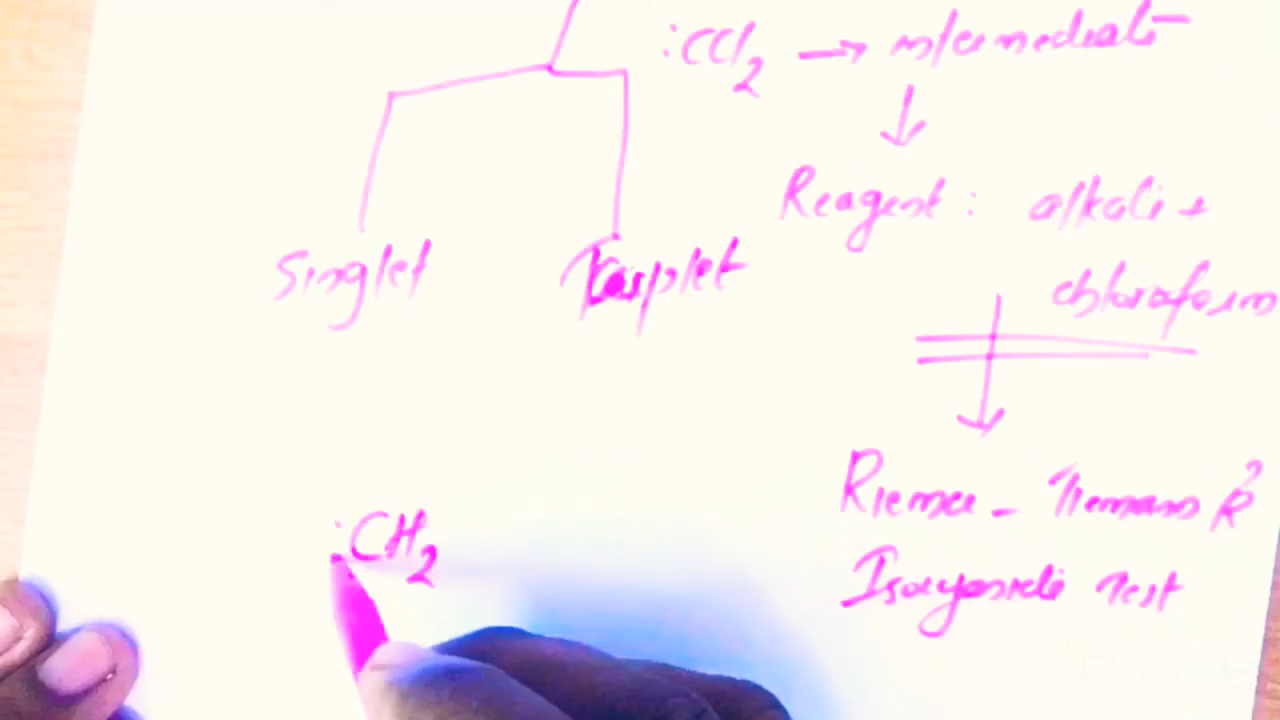 :CCl2 → intermediate
Reagent: alkali +
chloroform
Singlet Triplet
Riemer - Tiemann R
Isocyanide Test
:CH2